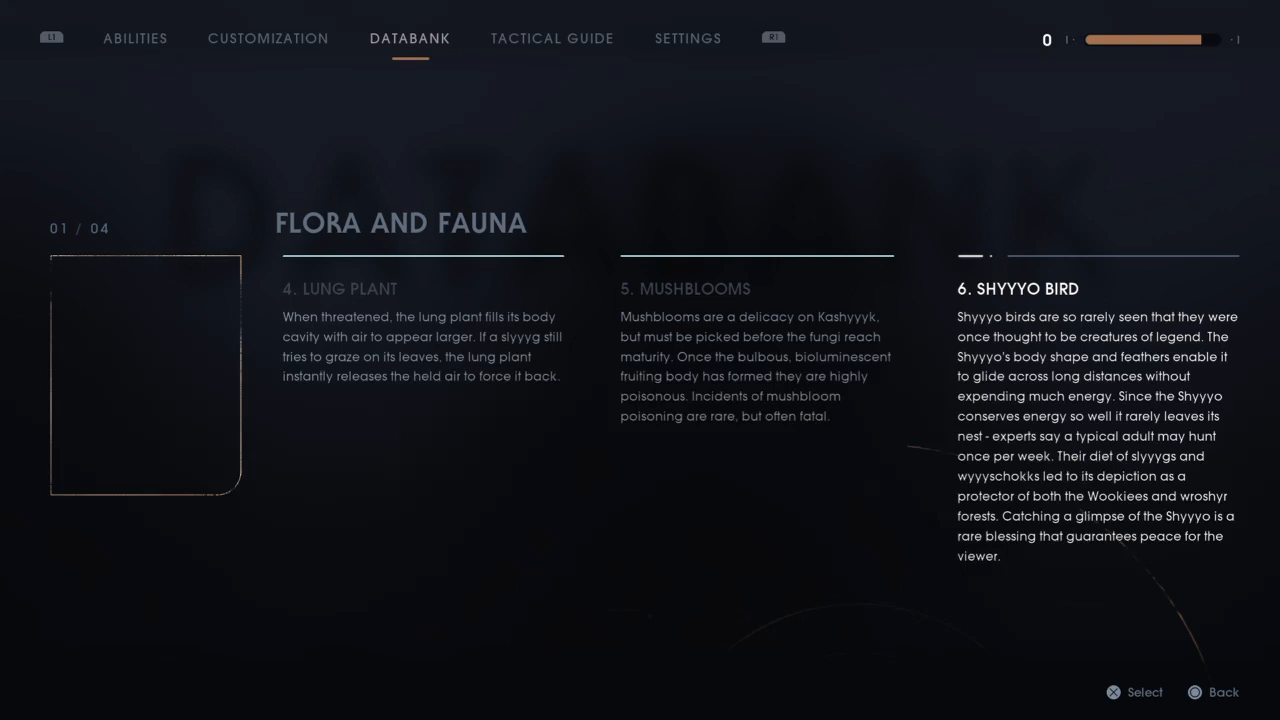 L1 ABILITIES CUSTOMIZATION DATABANK TACTICAL GUIDE SETTINGS R1 0
DATABANK
01 / 04
FLORA AND FAUNA
4. LUNG PLANT
When threatened, the lung plant fills its body
cavity with air to appear larger. If a slyyyg still
tries to graze on its leaves, the lung plant
instantly releases the held air to force it back.
5. MUSHBLOOMS
Mushblooms are a delicacy on Kashyyyk,
but must be picked before the fungi reach
maturity. Once the bulbous, bioluminescent
fruiting body has formed they are highly
poisonous. Incidents of mushbloom
poisoning are rare, but often fatal.
6. SHYYYO BIRD
Shyyyo birds are so rarely seen that they were
once thought to be creatures of legend. The
Shyyyo's body shape and feathers enable it
to glide across long distances without
expending much energy. Since the Shyyyo
conserves energy so well it rarely leaves its
nest - experts say a typical adult may hunt
once per week. Their diet of slyyygs and
wyyyschokks led to its depiction as a
protector of both the Wookiees and wroshyr
forests. Catching a glimpse of the Shyyyo is a
rare blessing that guarantees peace for the
viewer.
Select Back